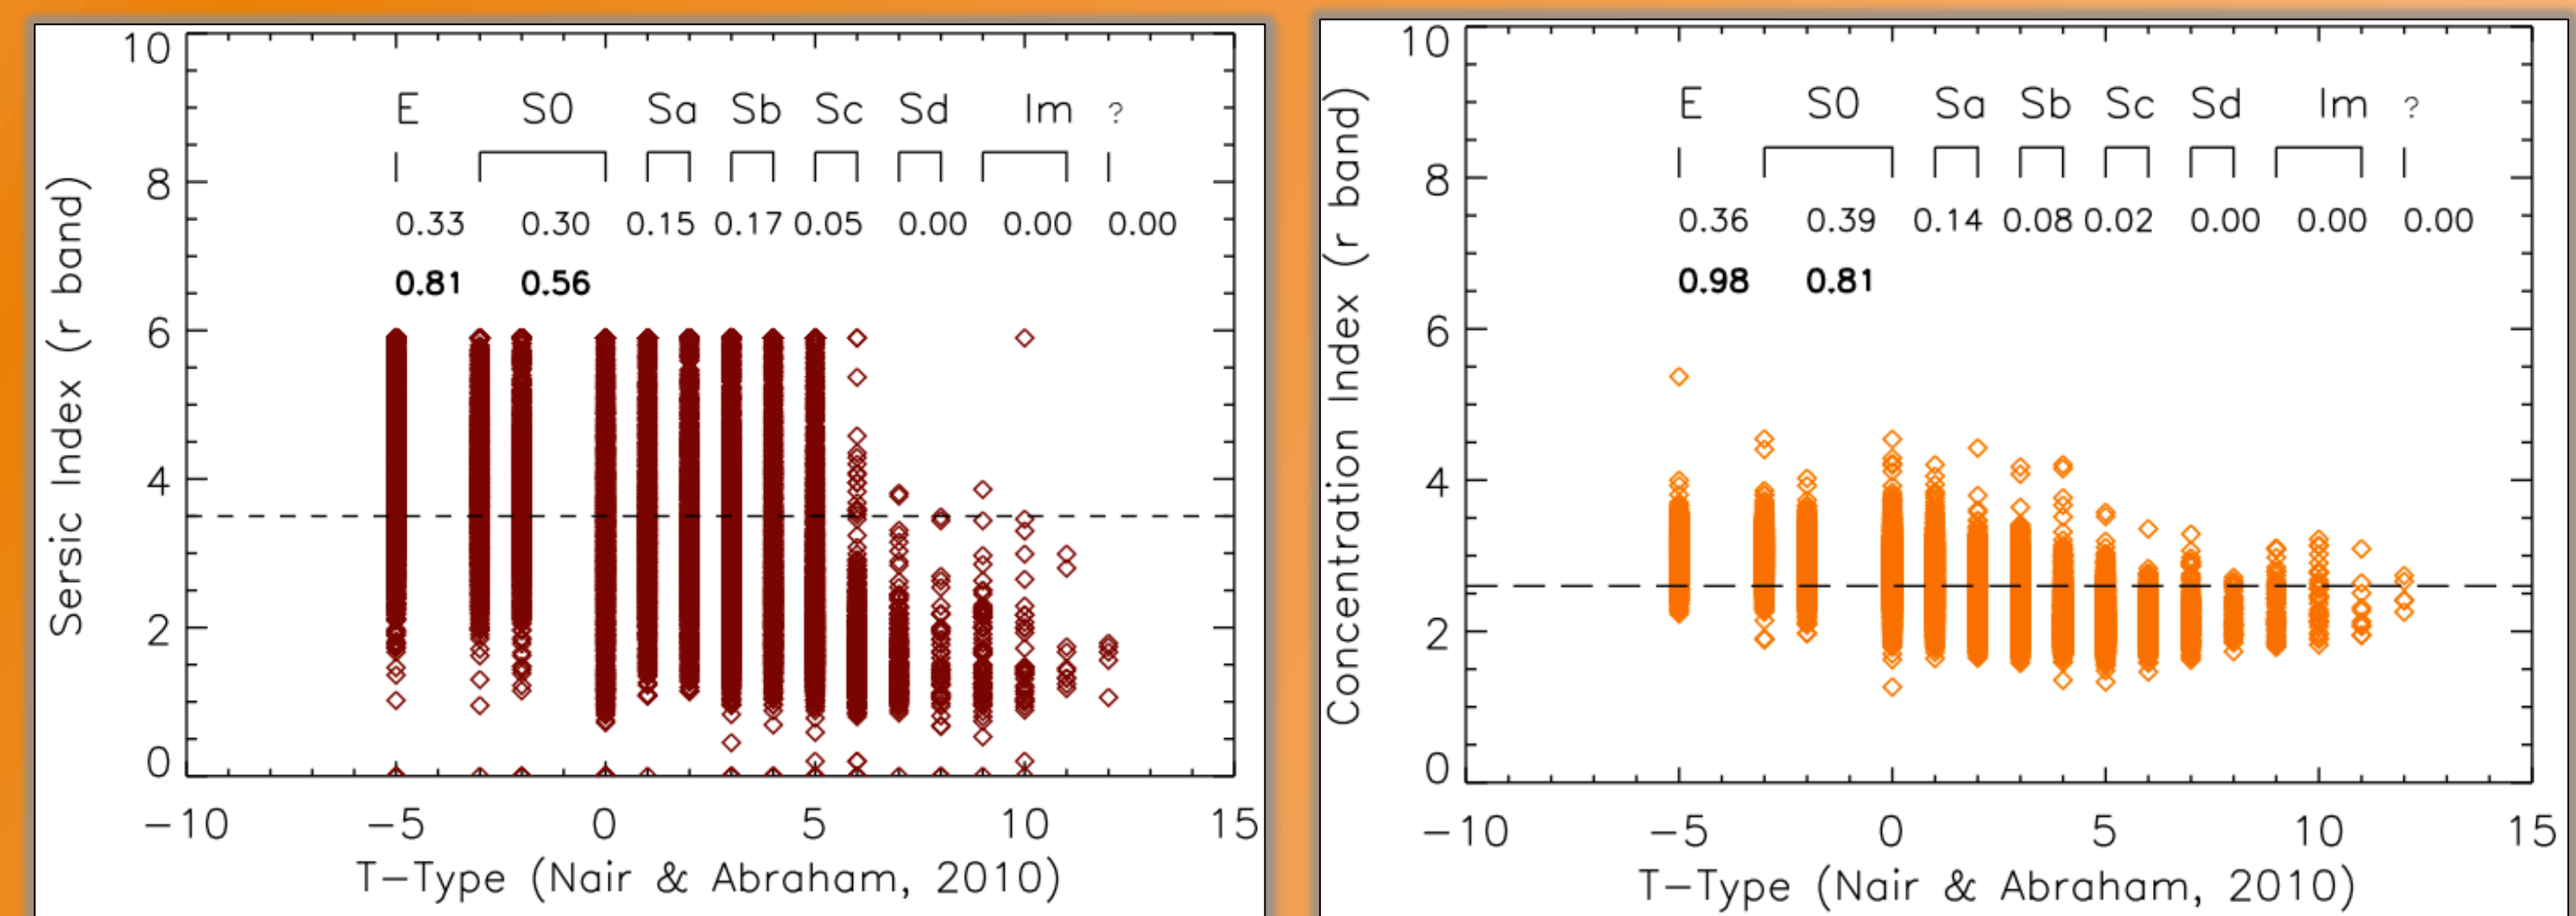 10
8
6
4
2
0
Sersic Index (r band)
E S0 Sa Sb Sc Sd Im ?
0.33 0.30 0.15 0.17 0.05 0.00 0.00 0.00
0.81 0.56
−10 −5 0 5 10 15
T−Type (Nair & Abraham, 2010)
10
8
6
4
2
0
Concentration Index (r band)
E S0 Sa Sb Sc Sd Im ?
0.36 0.39 0.14 0.08 0.02 0.00 0.00 0.00
0.98 0.81
−10 −5 0 5 10 15
T−Type (Nair & Abraham, 2010)